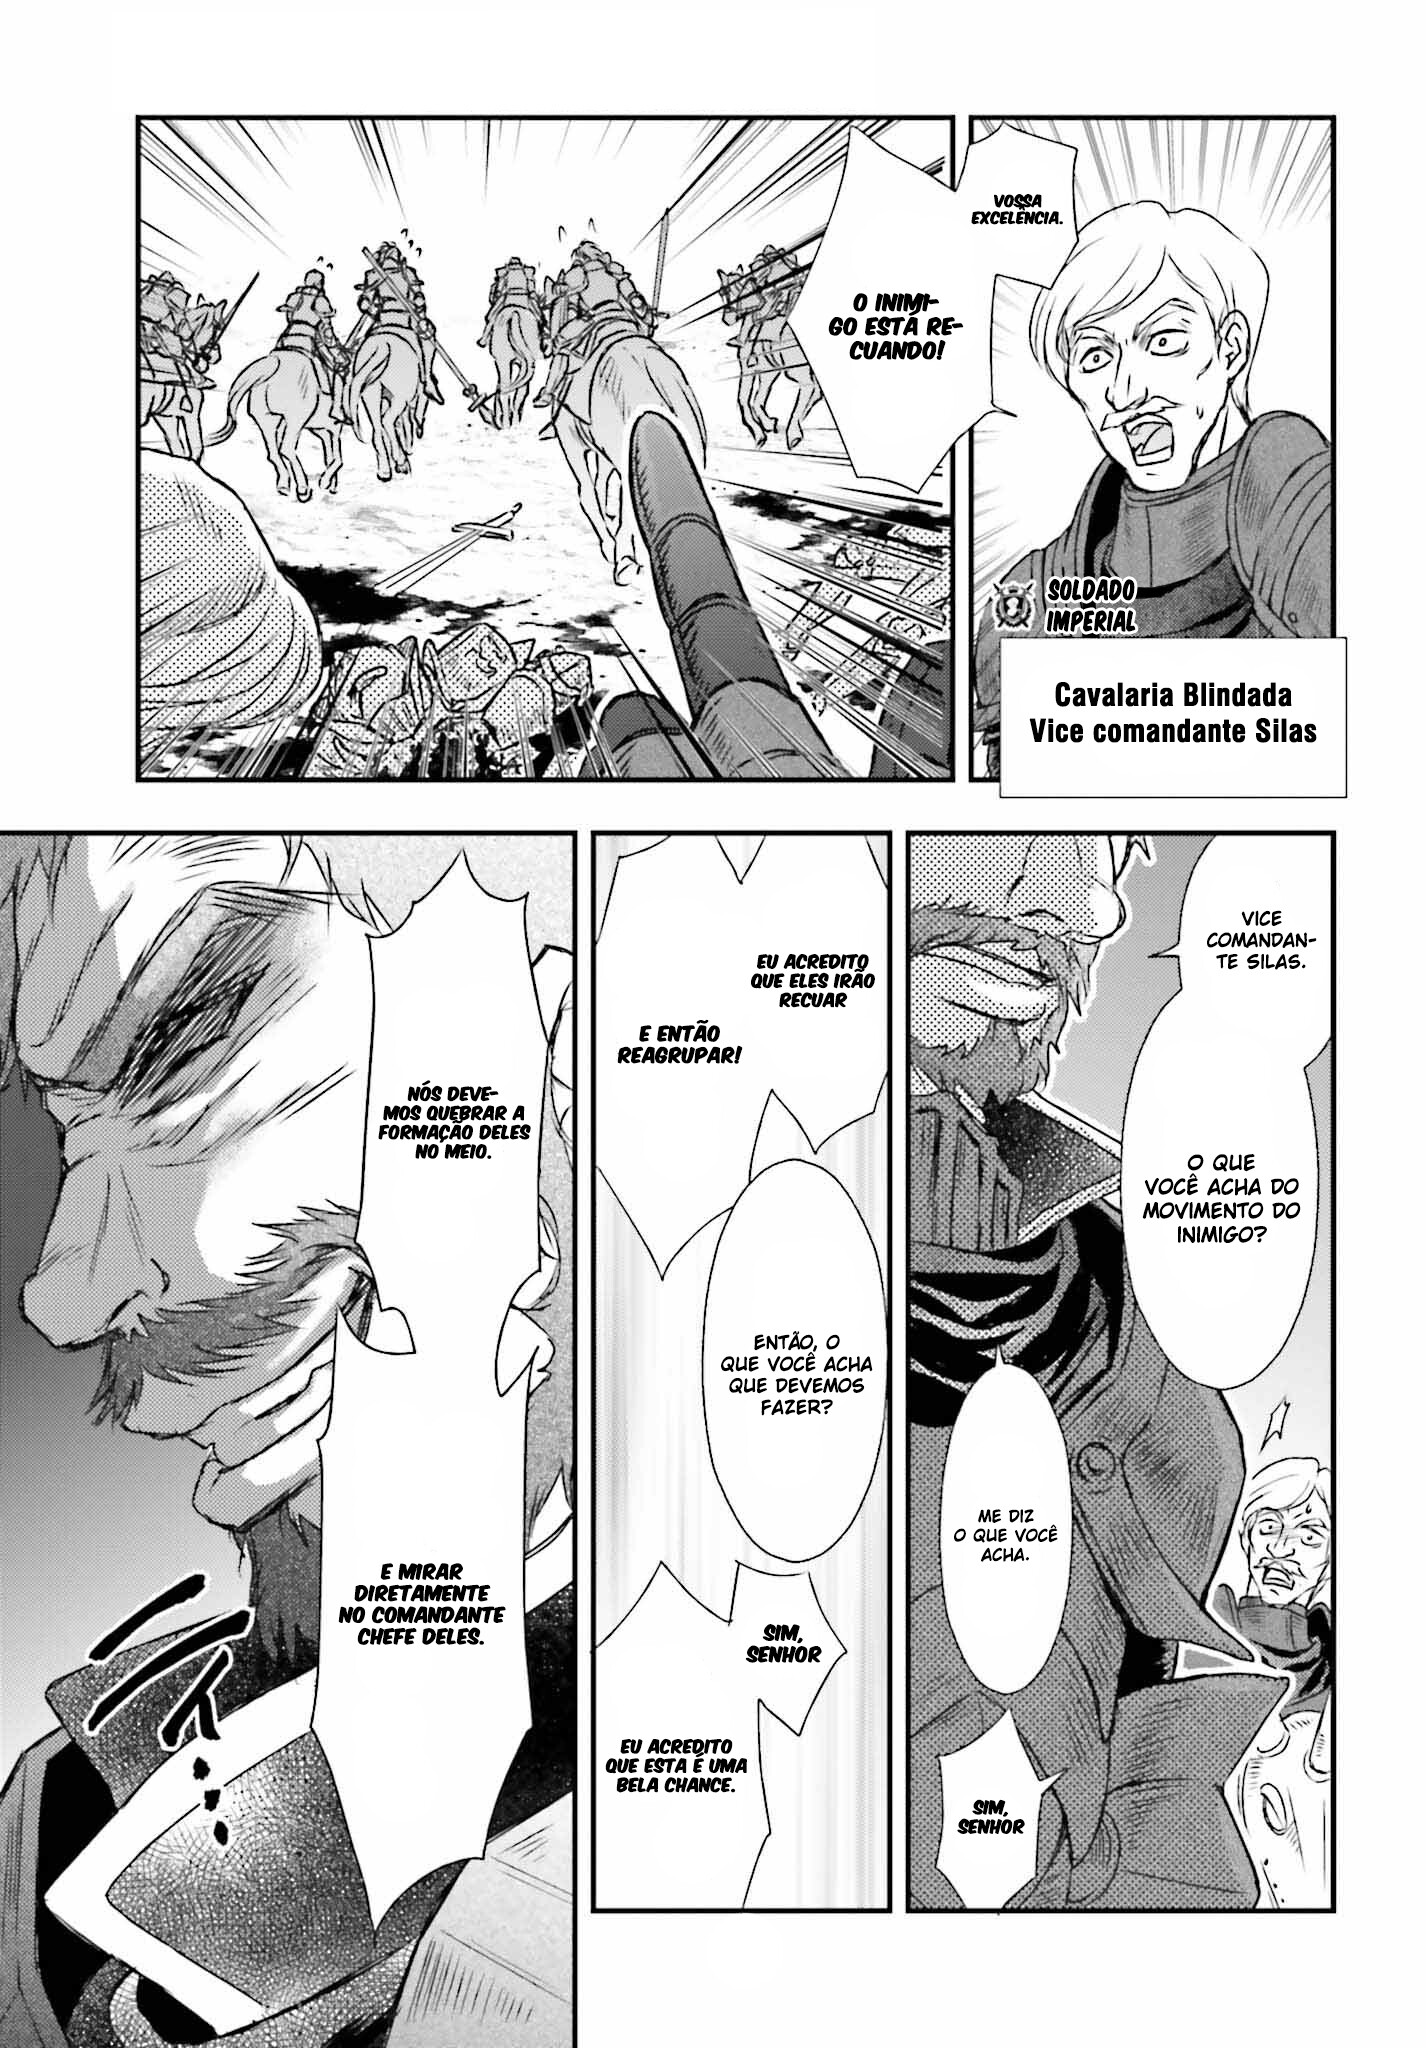 VOSSA
EXCELÊNCIA.
O INIMI-
GO ESTÁ RE-
CUANDO!
SOLDADO
IMPERIAL
Cavalaria Blindada
Vice comandante Silas
VICE
COMANDAN-
TE SILAS.
O QUE
VOCÊ ACHA DO
MOVIMENTO DO
INIMIGO?
ME DIZ
O QUE VOCÊ
ACHA.
SIM,
SENHOR
EU ACREDITO
QUE ELES IRÃO
RECUAR
E ENTÃO
REAGRUPAR!
ENTÃO, O
QUE VOCÊ ACHA
QUE DEVEMOS
FAZER?
SIM,
SENHOR
EU ACREDITO
QUE ESTA É UMA
BELA CHANCE.
NÓS DEVE-
MOS QUEBRAR A
FORMAÇÃO DELES
NO MEIO.
E MIRAR
DIRETAMENTE
NO COMANDANTE
CHEFE DELES.